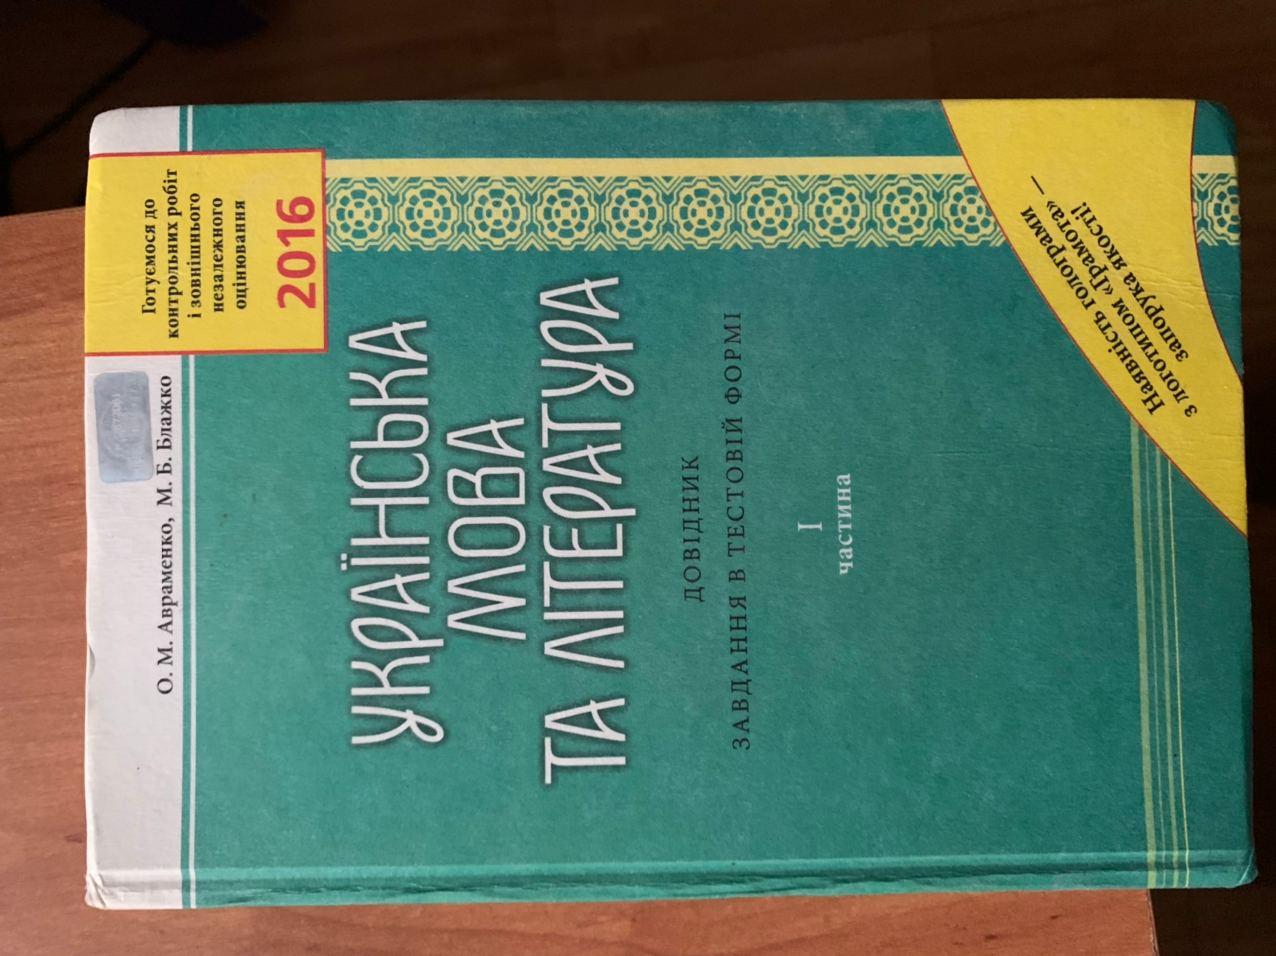 О. М. Авраменко, М. Б. Блажко
Готуємося до
контрольних робіт
і зовнішнього
незалежного
оцінювання
2016
УКРАЇНСЬКА
МОВА
ТА ЛІТЕРАТУРА
ДОВІДНИК
ЗАВДАННЯ В ТЕСТОВІЙ ФОРМІ
І
частина
Наявність голограми
з логотипом «Грамота» —
запорука якості!